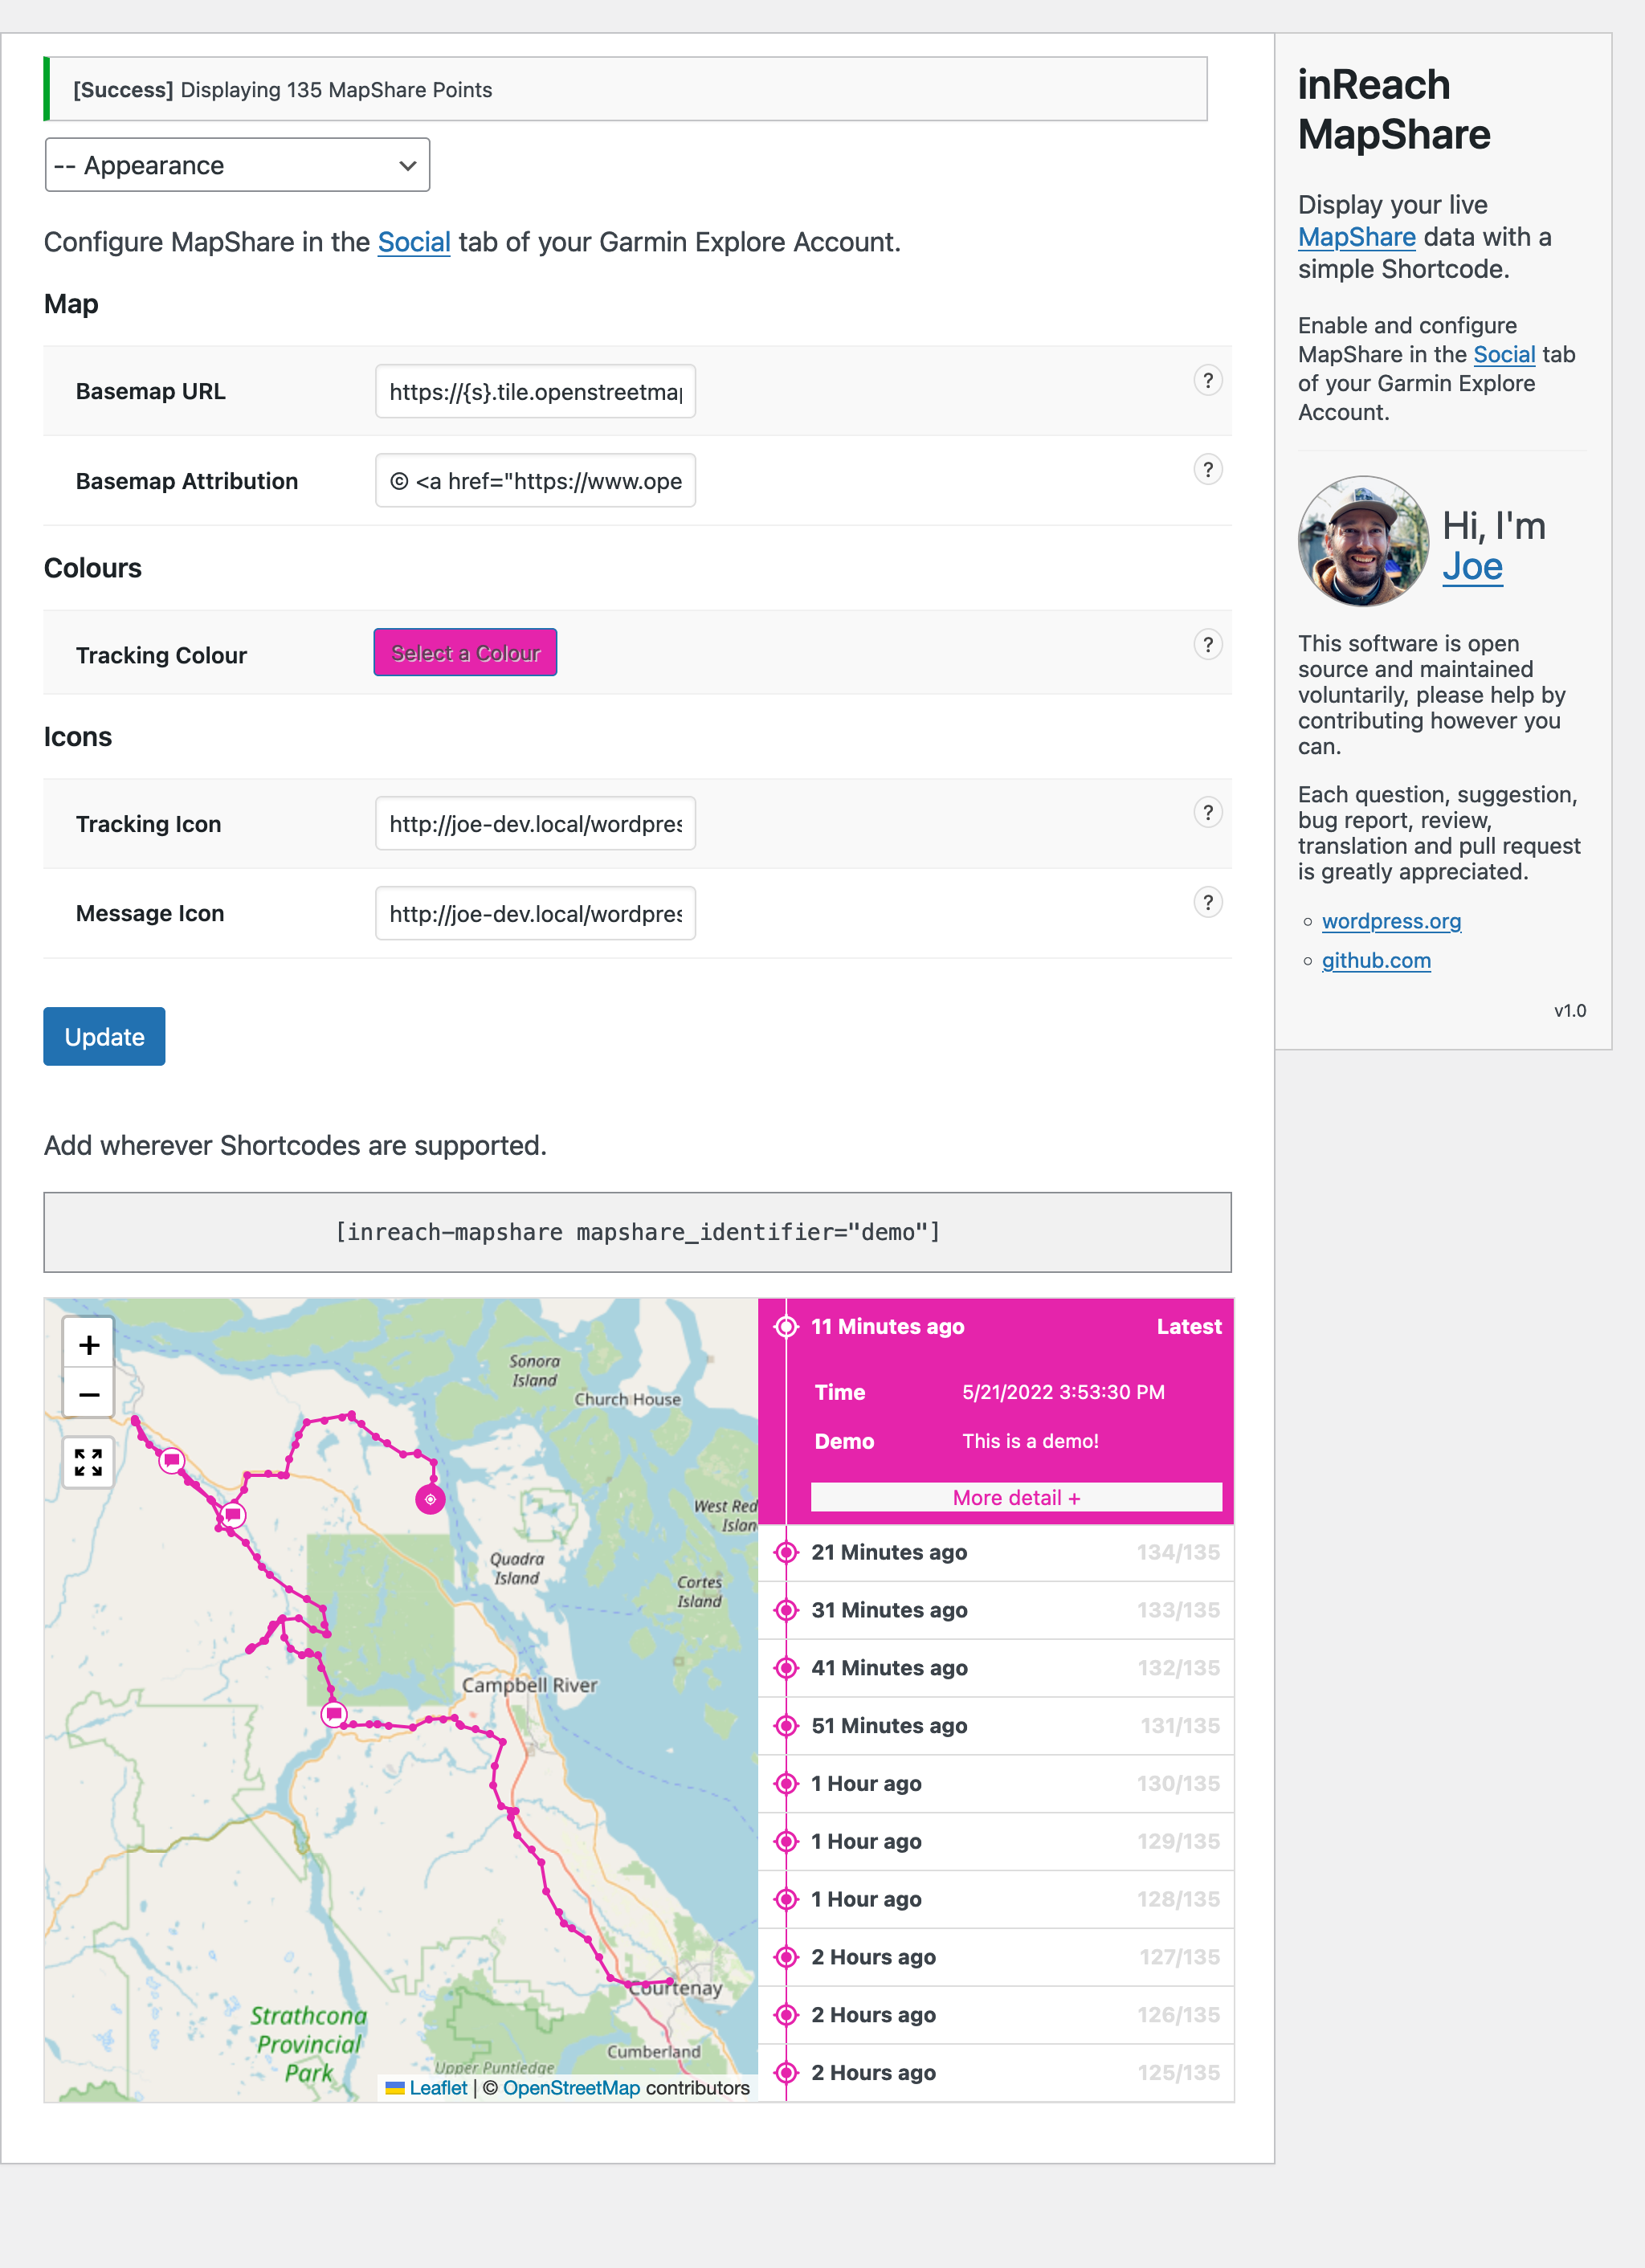 [Success] Displaying 135 MapShare Points
-- Appearance
Configure MapShare in the Social tab of your Garmin Explore Account.
Map
Basemap URL
https://{s}.tile.openstreetmap
?
Basemap Attribution
© <a href="https://www.ope
?
Colours
Tracking Colour
Select a Colour
?
Icons
Tracking Icon
http://joe-dev.local/wordpres
?
Message Icon
http://joe-dev.local/wordpres
?
Update
Add wherever Shortcodes are supported.
[inreach-mapshare mapshare_identifier="demo"]
+
−
Sonora
Island
Church House
West Red
Islan
Quadra
Island
Cortes
Island
Campbell River
Courtenay
Cumberland
Strathcona
Provincial
Park
Upper Puntledge
Leaflet | © OpenStreetMap contributors
11 Minutes ago Latest
Time 5/21/2022 3:53:30 PM
Demo This is a demo!
More detail +
21 Minutes ago 134/135
31 Minutes ago 133/135
41 Minutes ago 132/135
51 Minutes ago 131/135
1 Hour ago 130/135
1 Hour ago 129/135
1 Hour ago 128/135
2 Hours ago 127/135
2 Hours ago 126/135
2 Hours ago 125/135
inReach
MapShare
Display your live
MapShare data with a
simple Shortcode.
Enable and configure
MapShare in the Social tab
of your Garmin Explore
Account.
Hi, I'm
Joe
This software is open
source and maintained
voluntarily, please help by
contributing however you
can.
Each question, suggestion,
bug report, review,
translation and pull request
is greatly appreciated.
wordpress.org
github.com
v1.0